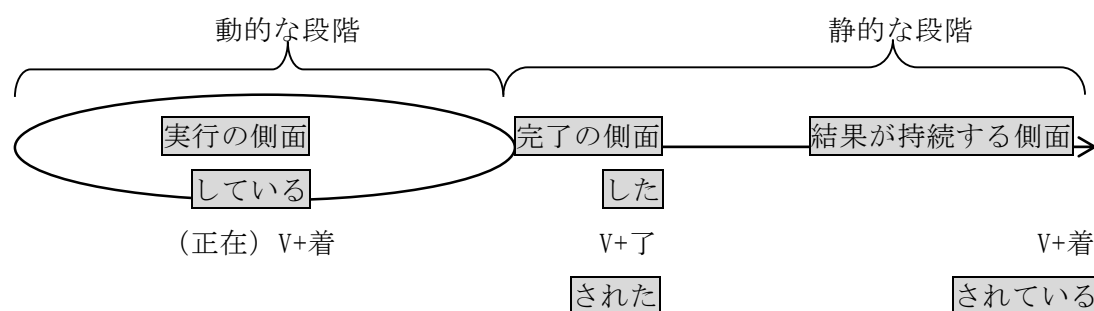 動的な段階 静的な段階
実行の側面 完了の側面 結果が持続する側面
している した
(正在) V+着 V+了 V+着
された されている